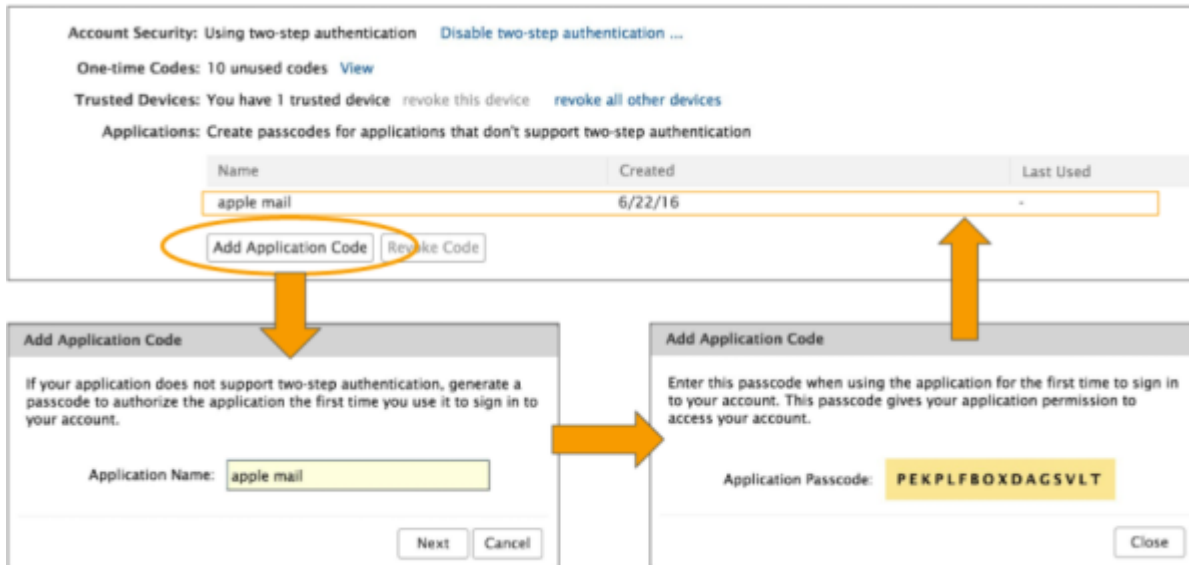 Account Security: Using two-step authentication Disable two-step authentication ...
One-time Codes: 10 unused codes View
Trusted Devices: You have 1 trusted device revoke this device revoke all other devices
Applications: Create passcodes for applications that don't support two-step authentication
Name Created Last Used
apple mail 6/22/16 -
Add Application Code Revoke Code
Add Application Code
If your application does not support two-step authentication, generate a
passcode to authorize the application the first time you use it to sign in to
your account.
Application Name: apple mail
Next Cancel
Add Application Code
Enter this passcode when using the application for the first time to sign in
to your account. This passcode gives your application permission to
access your account.
Application Passcode: PEKPLFBOXDAGSVLT
Close